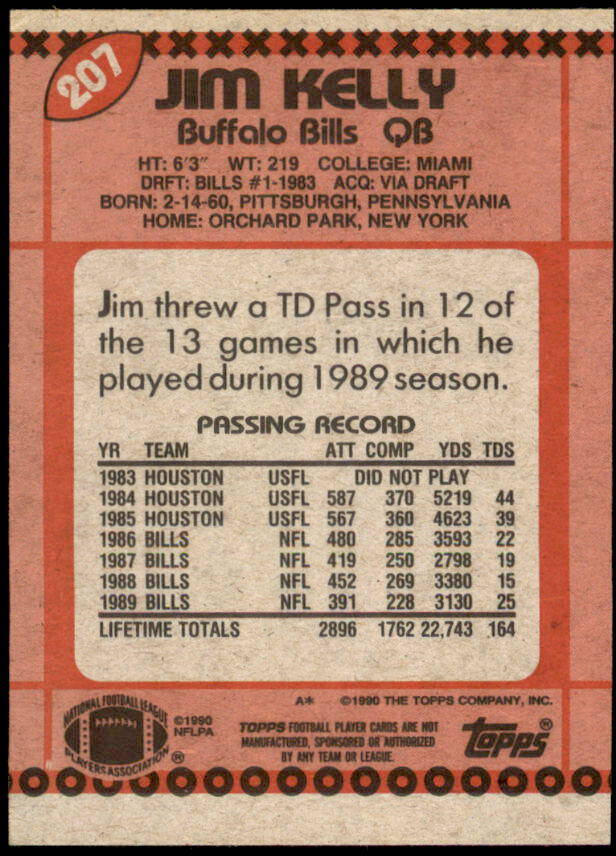 207
JIM KELLY
Buffalo Bills QB
HT: 6'3" WT: 219 COLLEGE: MIAMI
DRFT: BILLS #1-1983 ACQ: VIA DRAFT
BORN: 2-14-60, PITTSBURGH, PENNSYLVANIA
HOME: ORCHARD PARK, NEW YORK
Jim threw a TD Pass in 12 of
the 13 games in which he
played during 1989 season.
PASSING RECORD
YR TEAM ATT COMP YDS TDS
1983 HOUSTON USFL DID NOT PLAY
1984 HOUSTON USFL 587 370 5219 44
1985 HOUSTON USFL 567 360 4623 39
1986 BILLS NFL 480 285 3593 22
1987 BILLS NFL 419 250 2798 19
1988 BILLS NFL 452 269 3380 15
1989 BILLS NFL 391 228 3130 25
LIFETIME TOTALS 2896 1762 22,743 164
A* ©1990 THE TOPPS COMPANY, INC.
NATIONAL FOOTBALL LEAGUE
PLAYERS ASSOCIATION ®
©1990
NFLPA
TOPPS FOOTBALL PLAYER CARDS ARE NOT
MANUFACTURED, SPONSORED OR AUTHORIZED
BY ANY TEAM OR LEAGUE.
topps®